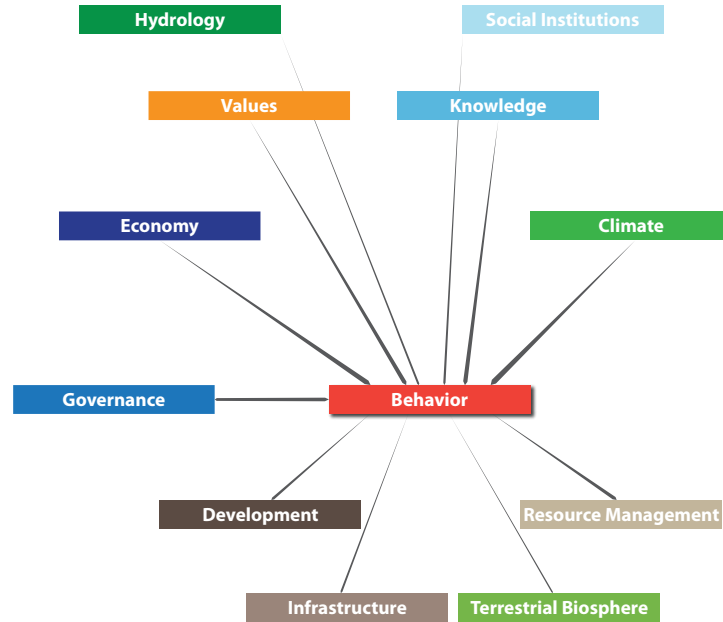 Hydrology
Social Institutions
Values
Knowledge
Economy
Climate
Governance
Behavior
Development
Resource Management
Infrastructure
Terrestrial Biosphere